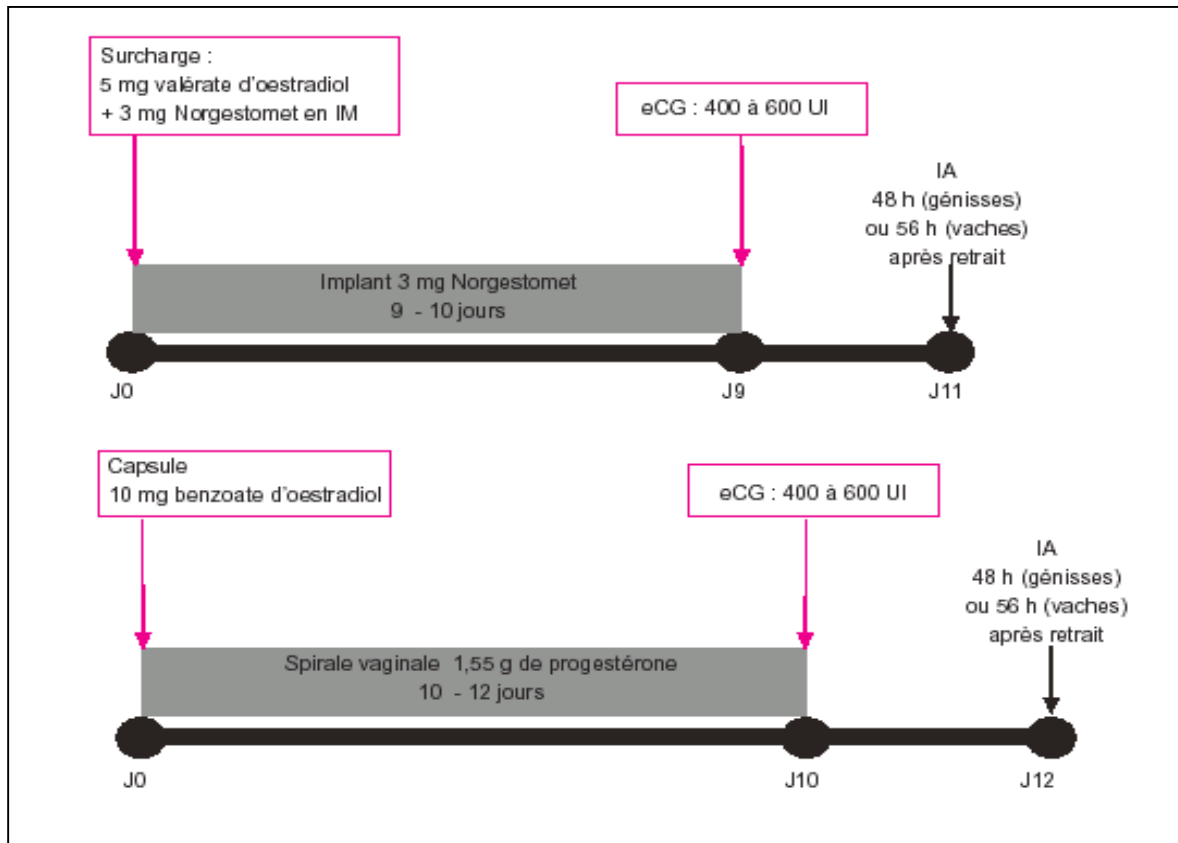 Surcharge :
5 mg valérate d'oestradiol
+ 3 mg Norgestomet en IM
eCG : 400 à 600 UI
IA
48 h (génisses)
ou 56 h (vaches)
après retrait
Implant 3 mg Norgestomet
9 - 10 jours
J0
J9
J11
Capsule
10 mg benzoate d'oestradiol
eCG : 400 à 600 UI
IA
48 h (génisses)
ou 56 h (vaches)
après retrait
Spirale vaginale 1,55 g de progestérone
10 - 12 jours
J0
J10
J12